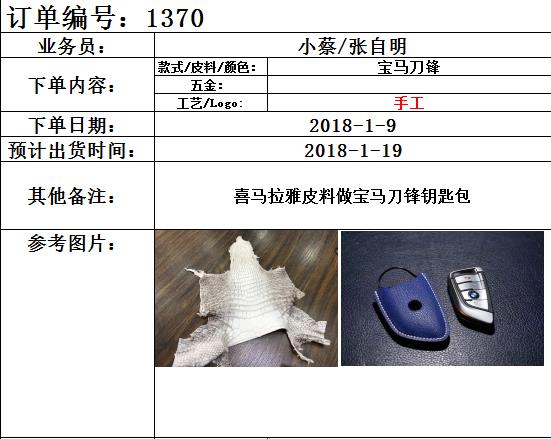 订单编号：1370
业务员： 小蔡/张自明
下单内容： 款式/皮料/颜色： 宝马刀锋
五金：
工艺/Logo： 手工
下单日期： 2018-1-9
预计出货时间： 2018-1-19
其他备注： 喜马拉雅皮料做宝马刀锋钥匙包
参考图片：